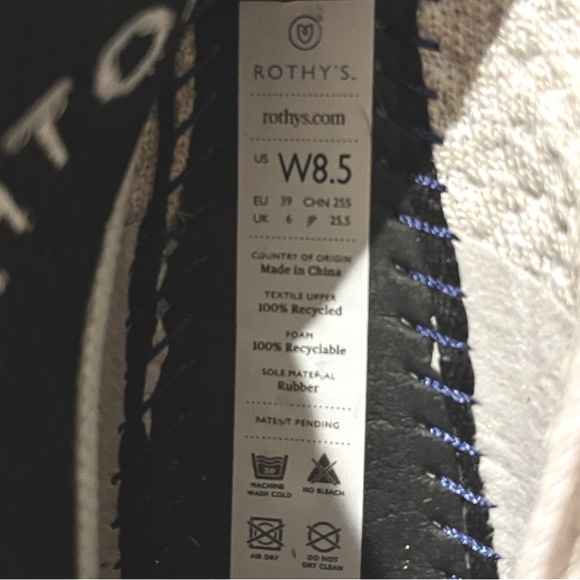 TO
ROTHY'S
rothys.com
US W8.5
EU 39 CHN 255
UK 6 JP 25.5
COUNTRY OF ORIGIN
Made in China
TEXTILE UPPER
100% Recycled
FOAM
100% Recyclable
SOLE MATERIAL
Rubber
PATENT PENDING
30°
MACHINE WASH COLD NO BLEACH
AIR DRY DO NOT DRY CLEAN